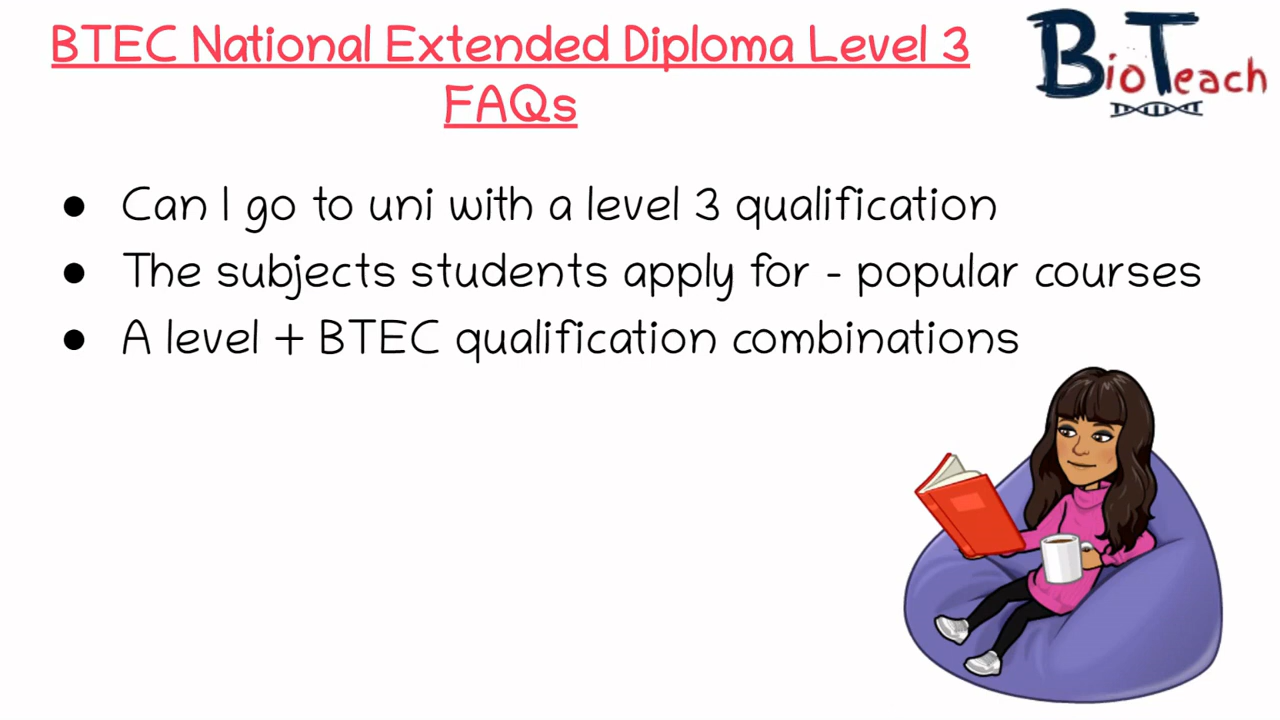 BTEC National Extended Diploma Level 3
FAQs
BioTeach
● Can I go to uni with a level 3 qualification
● The subjects students apply for - popular courses
● A level + BTEC qualification combinations